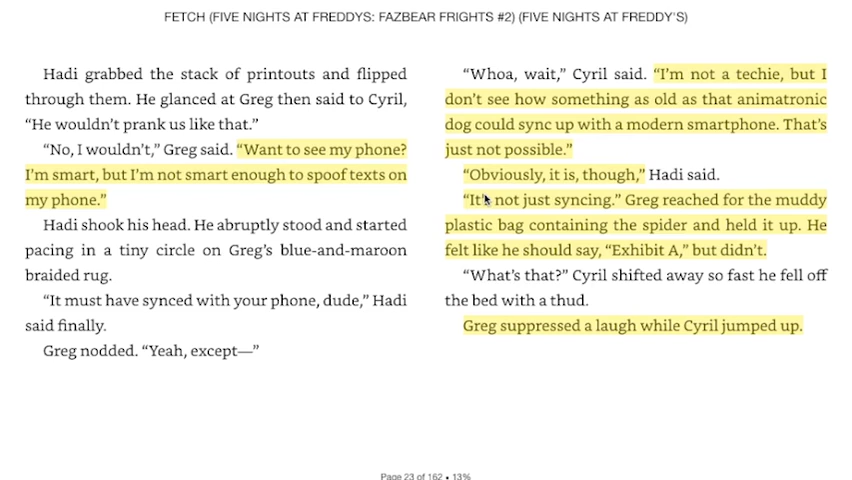 FETCH (FIVE NIGHTS AT FREDDYS: FAZBEAR FRIGHTS #2) (FIVE NIGHTS AT FREDDY'S)
Hadi grabbed the stack of printouts and flipped
through them. He glanced at Greg then said to Cyril,
“He wouldn’t prank us like that.”
“No, I wouldn’t,” Greg said. “Want to see my phone?
I’m smart, but I’m not smart enough to spoof texts on
my phone.”
Hadi shook his head. He abruptly stood and started
pacing in a tiny circle on Greg’s blue-and-maroon
braided rug.
“It must have synced with your phone, dude,” Hadi
said finally.
Greg nodded. “Yeah, except—”
“Whoa, wait,” Cyril said. “I’m not a techie, but I
don’t see how something as old as that animatronic
dog could sync up with a modern smartphone. That’s
just not possible.”
“Obviously, it is, though,” Hadi said.
“It’s not just syncing.” Greg reached for the muddy
plastic bag containing the spider and held it up. He
felt like he should say, “Exhibit A,” but didn’t.
“What’s that?” Cyril shifted away so fast he fell off
the bed with a thud.
Greg suppressed a laugh while Cyril jumped up.
Page 23 of 162 • 13%